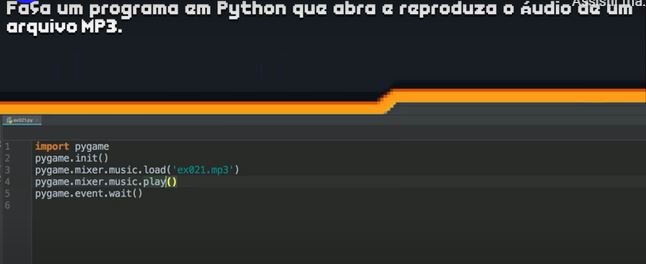 Assistir ma
Faça um programa em Python que abra e reproduza o áudio de um
arquivo MP3.
ex021.py
1 import pygame
2 pygame.init()
3 pygame.mixer.music.load('ex021.mp3')
4 pygame.mixer.music.play()
5 pygame.event.wait()
6